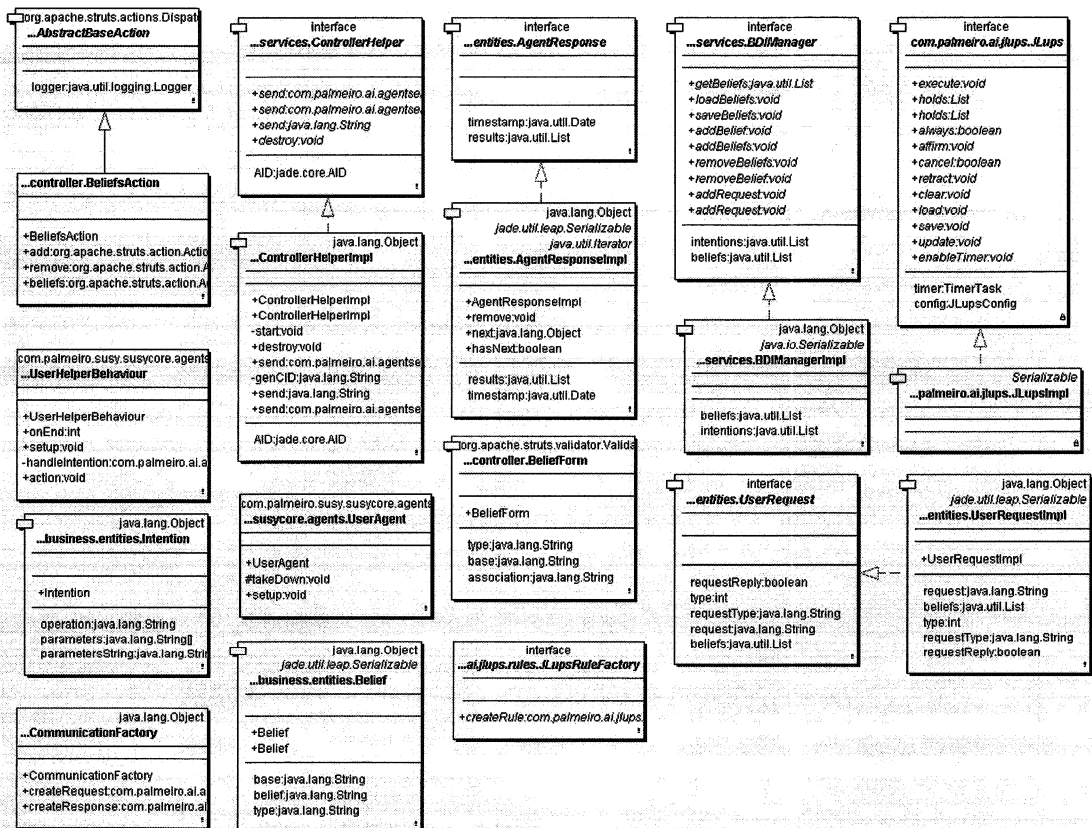 org.apache.struts.actions.Dispat
...AbstractBaseAction
logger:java.util.logging.Logger
...controller.BeliefsAction
+BeliefsAction
+add:org.apache.struts.action.Actio
+remove:org.apache.struts.action.A
+beliefs:org.apache.struts.action.A
com.palmeiro.susy.susycore.agents
...UserHelperBehaviour
+UserHelperBehaviour
+onEnd:int
+setup:void
-handleIntention:com.palmeiro.ai.a
+action:void
java.lang.Object
...business.entities.Intention
+Intention
operation:java.lang.String
parameters:java.lang.String[]
parametersString:java.lang.Strin
java.lang.Object
...CommunicationFactory
+CommunicationFactory
+createRequest:com.palmeiro.ai.a
+createResponse:com.palmeiro.ai
interface
...services.ControllerHelper
+send:com.palmeiro.ai.agentse
+send:com.palmeiro.ai.agentse
+send:java.lang.String
+destroy:void
AID:jade.core.AID
java.lang.Object
...ControllerHelperImpl
+ControllerHelperImpl
+ControllerHelperImpl
-start:void
+destroy:void
+send:com.palmeiro.ai.agentse
-genCID:java.lang.String
+send:java.lang.String
+send:com.palmeiro.ai.agentse
AID:jade.core.AID
com.palmeiro.susy.susycore.agents
...susycore.agents.UserAgent
+UserAgent
#takeDown:void
+setup:void
java.lang.Object
jade.util.leap.Serializable
...business.entities.Belief
+Belief
+Belief
base:java.lang.String
belief:java.lang.String
type:java.lang.String
interface
...entities.AgentResponse
timestamp:java.util.Date
results:java.util.List
java.lang.Object
jade.util.leap.Serializable
java.util.Iterator
...entities.AgentResponseImpl
+AgentResponseImpl
+remove:void
+next:java.lang.Object
+hasNext:boolean
results:java.util.List
timestamp:java.util.Date
org.apache.struts.validator.Valida
...controller.BeliefForm
+BeliefForm
type:java.lang.String
base:java.lang.String
association:java.lang.String
interface
...ai.jlups.rules.JLupsRuleFactory
+createRule:com.palmeiro.ai.jlups.
interface
...services.BDIManager
+getBeliefs:java.util.List
+loadBeliefs:void
+saveBeliefs:void
+addBelief:void
+addBeliefs:void
+removeBeliefs:void
+removeBelief:void
+addRequest:void
+addRequest:void
intentions:java.util.List
beliefs:java.util.List
java.lang.Object
java.io.Serializable
...services.BDIManagerImpl
beliefs:java.util.List
intentions:java.util.List
interface
...entities.UserRequest
requestReply:boolean
type:int
requestType:java.lang.String
request:java.lang.String
beliefs:java.util.List
interface
com.palmeiro.ai.jlups.JLups
+execute:void
+holds:List
+holds:List
+always:boolean
+affirm:void
+cancel:boolean
+retract:void
+clear:void
+load:void
+save:void
+update:void
+enableTimer:void
timer:TimerTask
config:JLupsConfig
Serializable
...palmeiro.ai.jlups.JLupsImpl
java.lang.Object
jade.util.leap.Serializable
...entities.UserRequestImpl
+UserRequestImpl
request:java.lang.String
beliefs:java.util.List
type:int
requestType:java.lang.String
requestReply:boolean